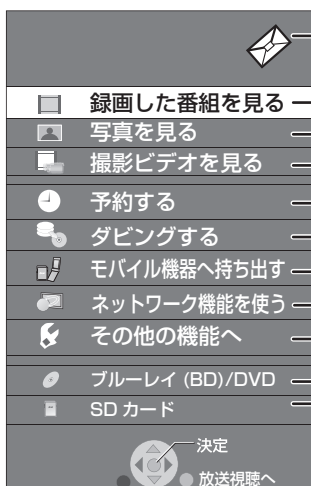 録画した番組を見る
写真を見る
撮影ビデオを見る
予約する
ダビングする
モバイル機器へ持ち出す
ネットワーク機能を使う
その他の機能へ
ブルーレイ (BD)/DVD
SD カード
決定
放送視聴へ